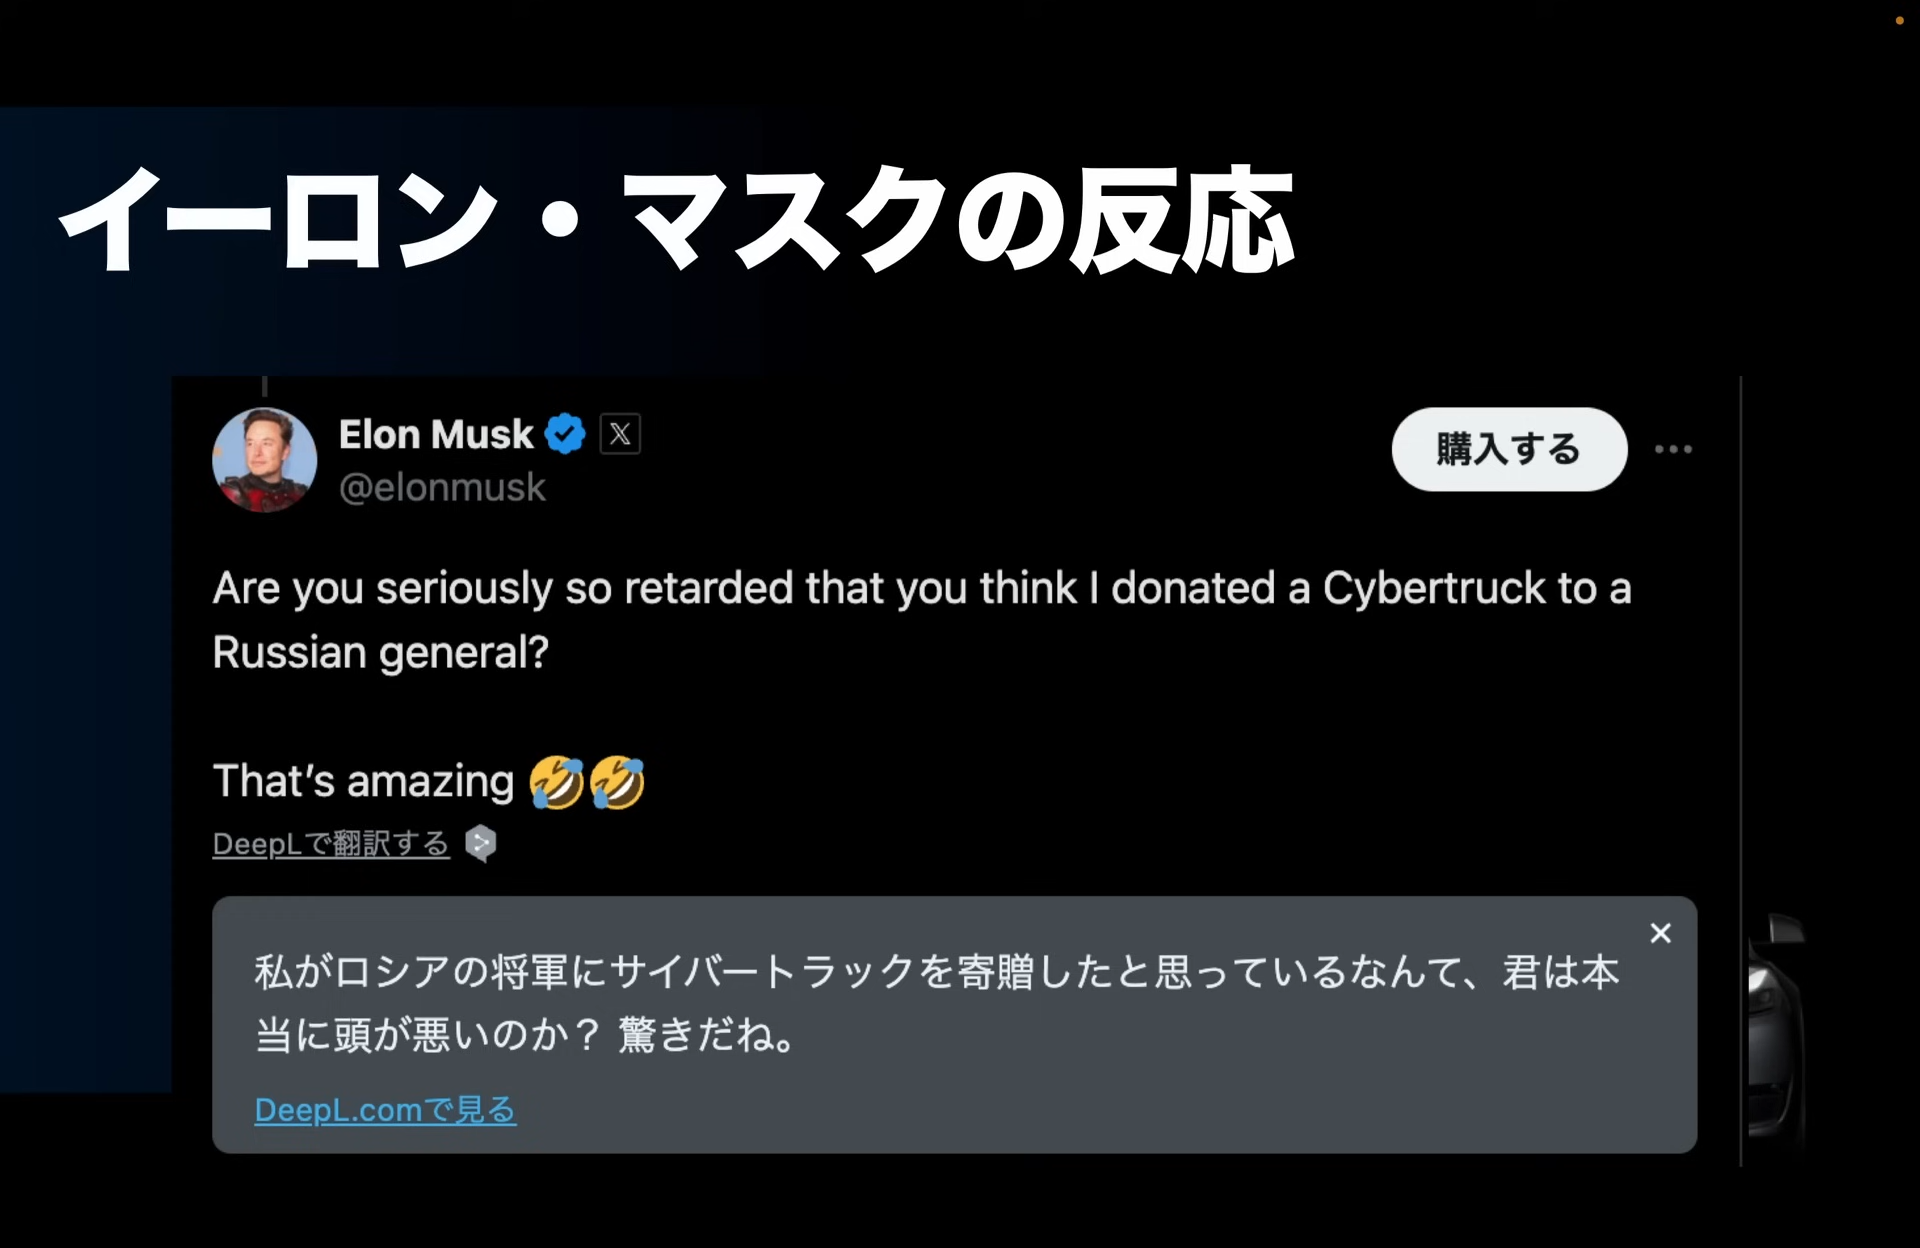 イーロン・マスクの反応
Elon Musk
@elonmusk
購入する
Are you seriously so retarded that you think I donated a Cybertruck to a
Russian general?
That’s amazing 🤣🤣
DeepLで翻訳する
私がロシアの将軍にサイバートラックを寄贈したと思っているなんて、君は本
当に頭が悪いのか？ 驚きだね。
DeepL.comで見る